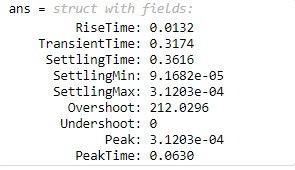 ans = struct with fields:
RiseTime: 0.0132
TransientTime: 0.3174
SettlingTime: 0.3616
SettlingMin: 9.1682e-05
SettlingMax: 3.1203e-04
Overshoot: 212.0296
Undershoot: 0
Peak: 3.1203e-04
PeakTime: 0.0630